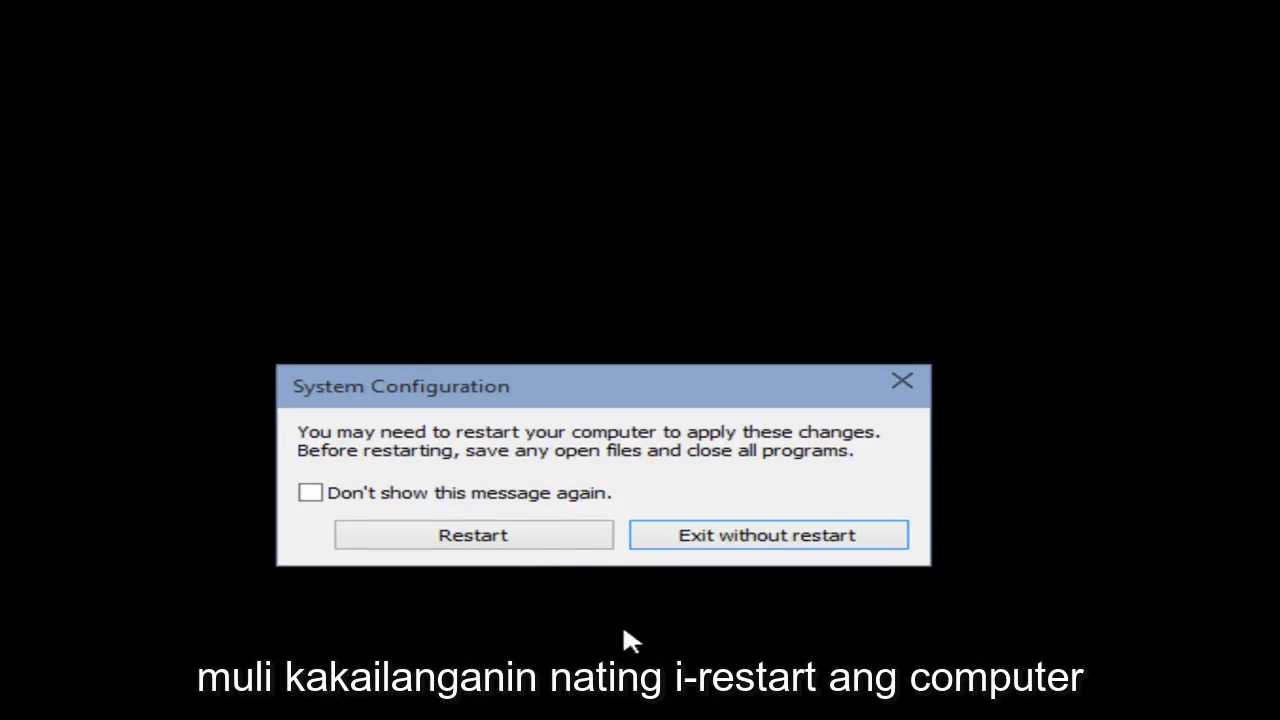 System Configuration
You may need to restart your computer to apply these changes.
Before restarting, save any open files and close all programs.
Don't show this message again.
Restart
Exit without restart
muli kakailanganin nating i-restart ang computer